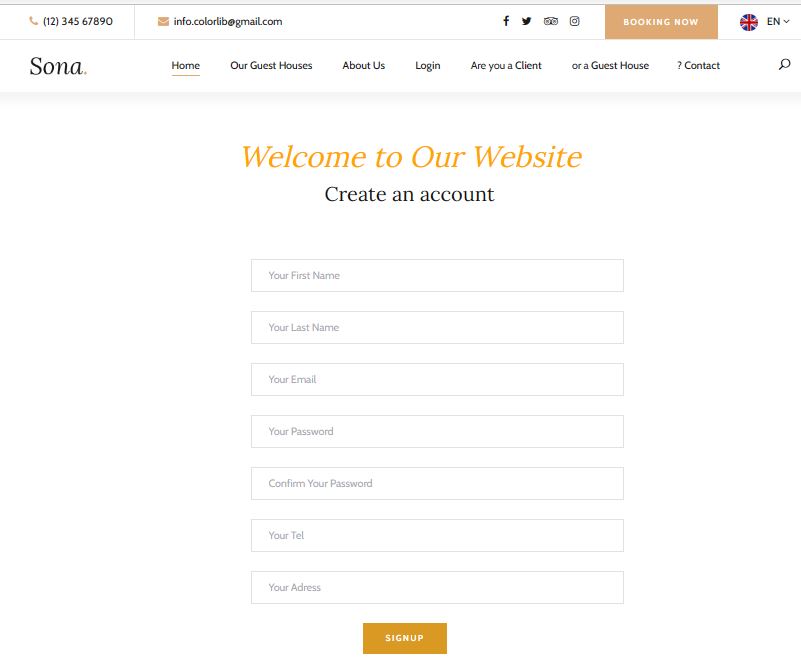 (12) 345 67890 info.colorlib@gmail.com BOOKING NOW EN
Sona. Home Our Guest Houses About Us Login Are you a Client or a Guest House ? Contact
Welcome to Our Website
Create an account
Your First Name
Your Last Name
Your Email
Your Password
Confirm Your Password
Your Tel
Your Adress
SIGNUP